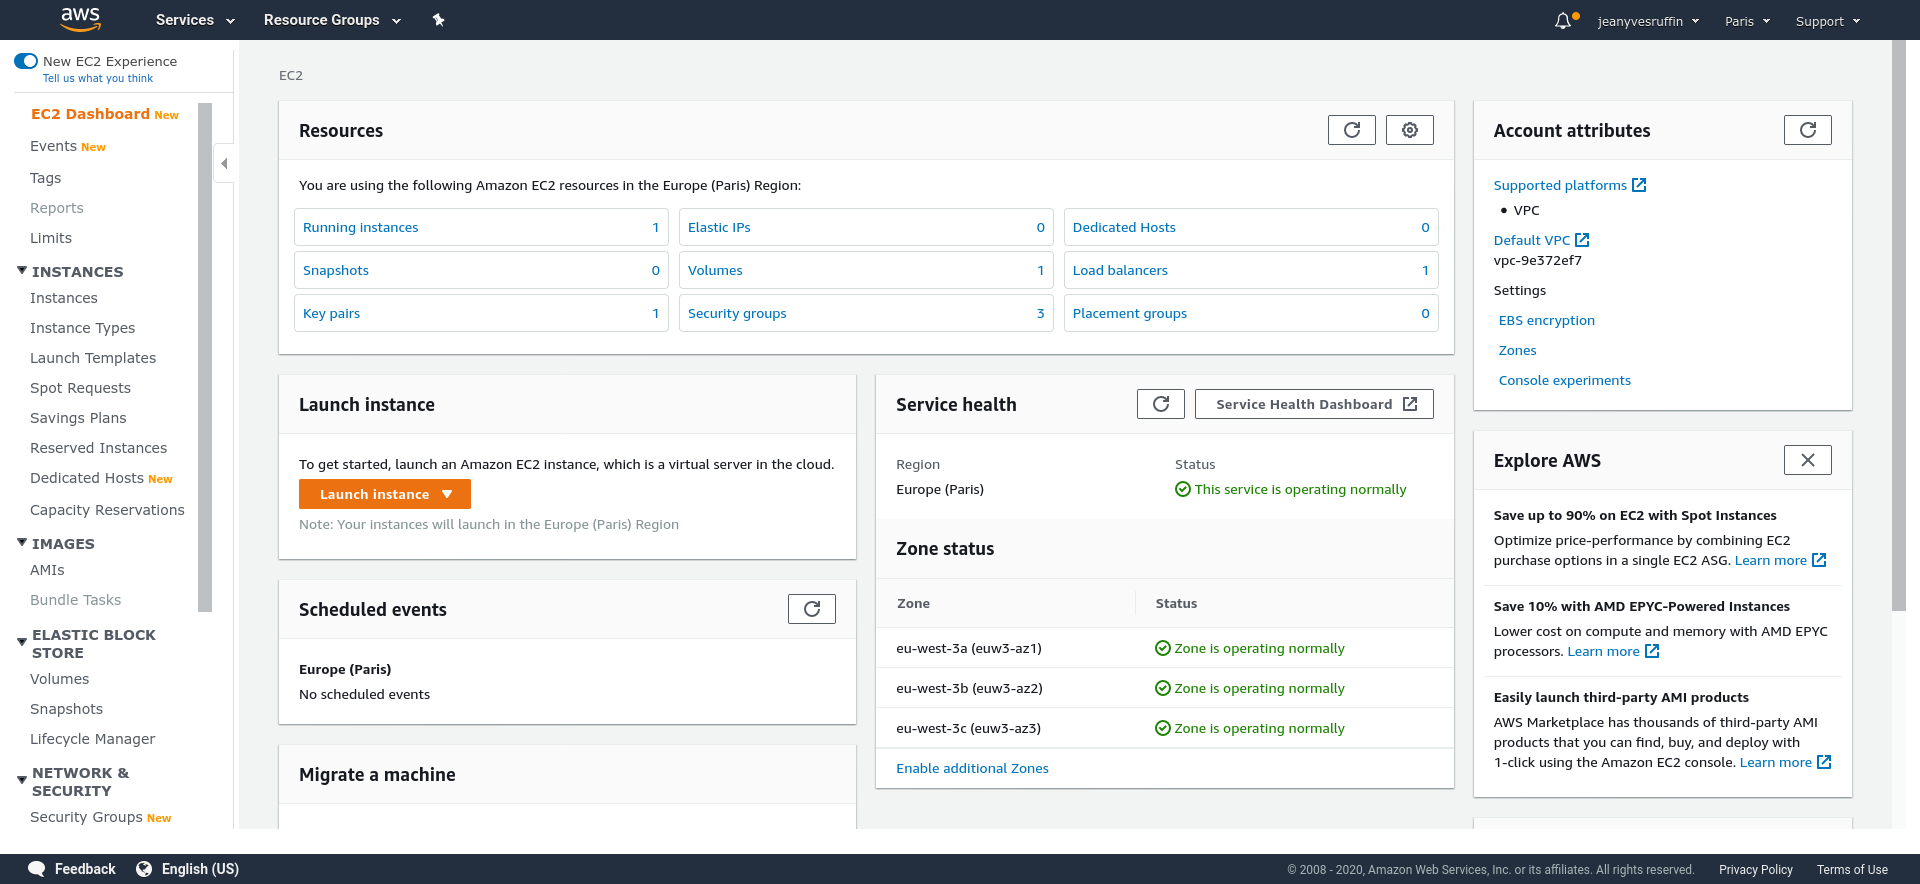 aws
Services
Resource Groups
jeanyvesruffin
Paris
Support
New EC2 Experience
Tell us what you think
EC2 Dashboard New
Events New
Tags
Reports
Limits
INSTANCES
Instances
Instance Types
Launch Templates
Spot Requests
Savings Plans
Reserved Instances
Dedicated Hosts New
Capacity Reservations
IMAGES
AMIs
Bundle Tasks
ELASTIC BLOCK
STORE
Volumes
Snapshots
Lifecycle Manager
NETWORK &
SECURITY
Security Groups New
EC2
Resources
You are using the following Amazon EC2 resources in the Europe (Paris) Region:
Running instances 1
Elastic IPs 0
Dedicated Hosts 0
Snapshots 0
Volumes 1
Load balancers 1
Key pairs 1
Security groups 3
Placement groups 0
Launch instance
To get started, launch an Amazon EC2 instance, which is a virtual server in the cloud.
Launch instance
Note: Your instances will launch in the Europe (Paris) Region
Scheduled events
Europe (Paris)
No scheduled events
Migrate a machine
Service health
Service Health Dashboard
Region
Status
Europe (Paris)
This service is operating normally
Zone status
Zone
Status
eu-west-3a (euw3-az1)
Zone is operating normally
eu-west-3b (euw3-az2)
Zone is operating normally
eu-west-3c (euw3-az3)
Zone is operating normally
Enable additional Zones
Account attributes
Supported platforms
• VPC
Default VPC
vpc-9e372ef7
Settings
EBS encryption
Zones
Console experiments
Explore AWS
Save up to 90% on EC2 with Spot Instances
Optimize price-performance by combining EC2
purchase options in a single EC2 ASG. Learn more
Save 10% with AMD EPYC-Powered Instances
Lower cost on compute and memory with AMD EPYC
processors. Learn more
Easily launch third-party AMI products
AWS Marketplace has thousands of third-party AMI
products that you can find, buy, and deploy with
1-click using the Amazon EC2 console. Learn more
Feedback
English (US)
© 2008 - 2020, Amazon Web Services, Inc. or its affiliates. All rights reserved.
Privacy Policy
Terms of Use